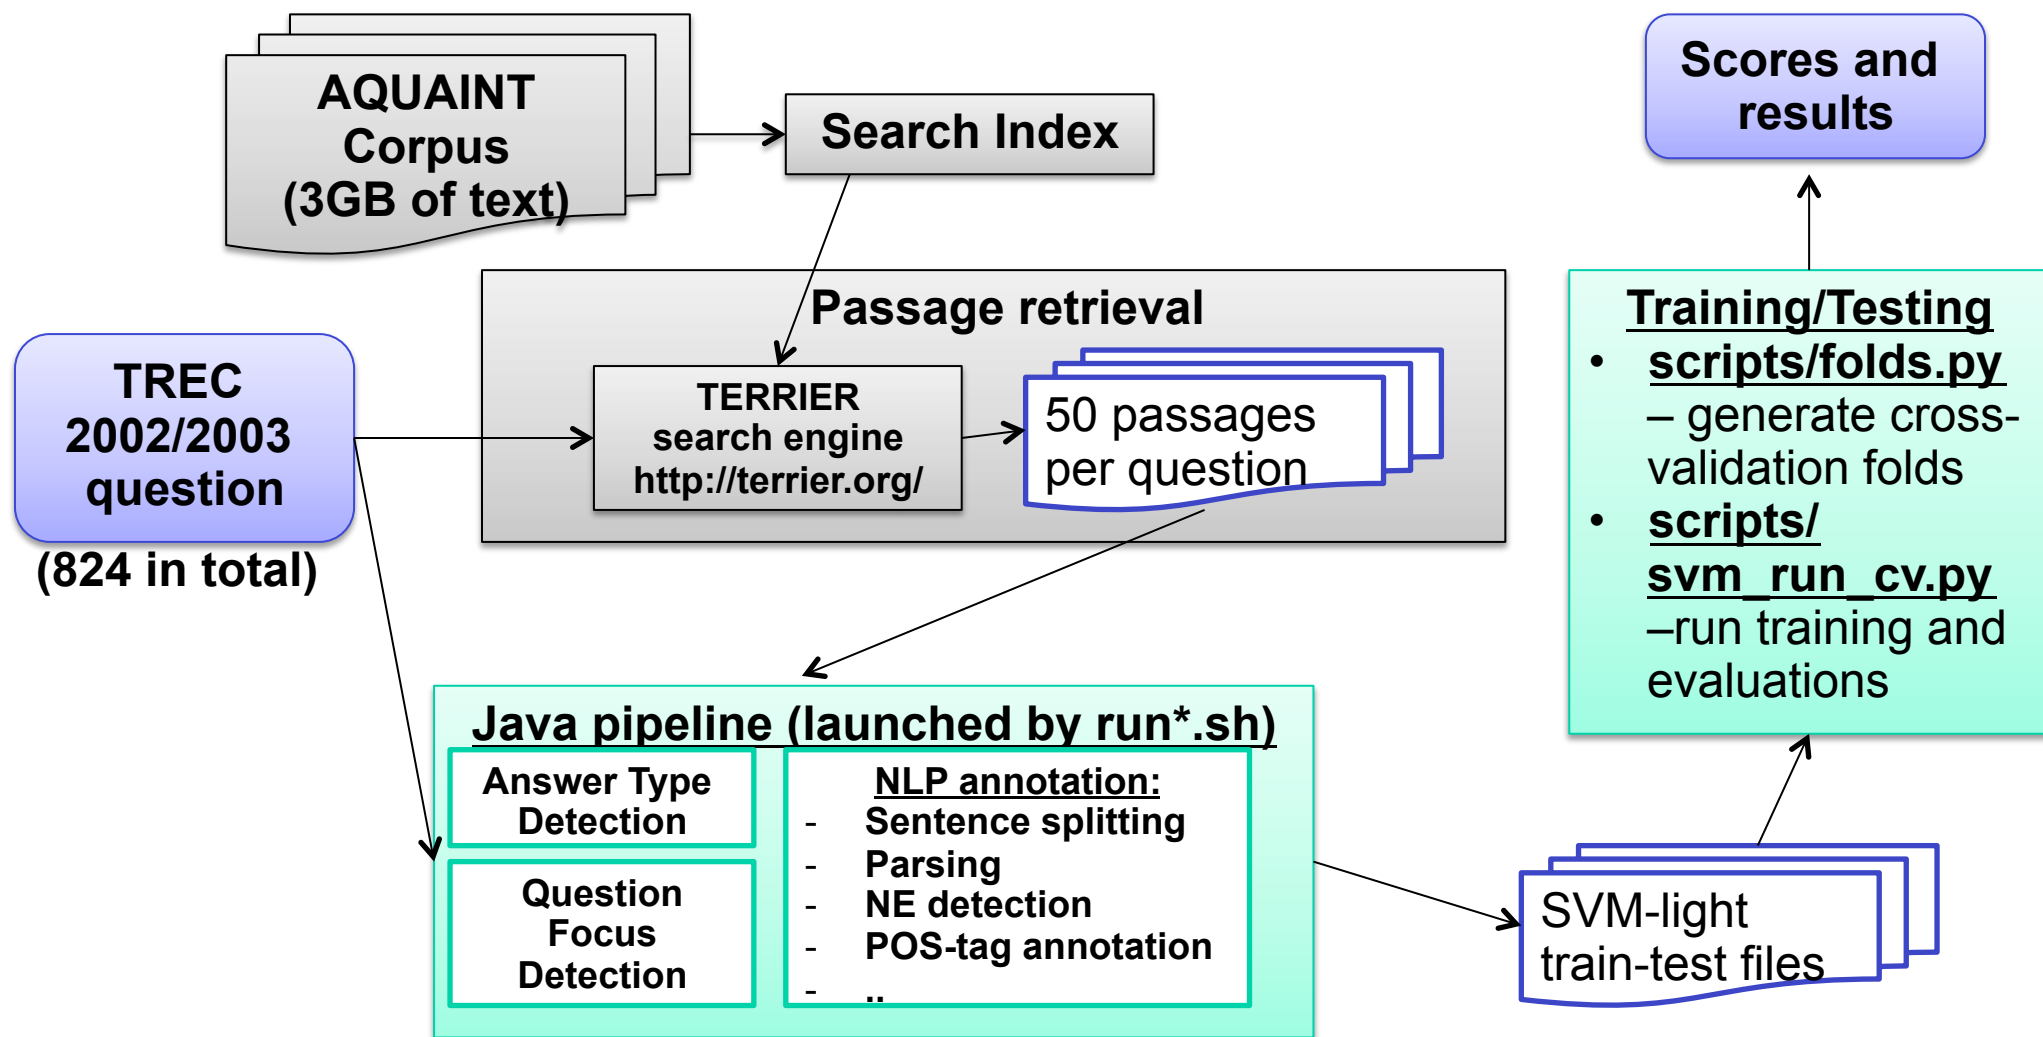 AQUAINT
Corpus
(3GB of text)
Search Index
Scores and
results
Passage retrieval
TREC
2002/2003
question
(824 in total)
TERRIER
search engine
http://terrier.org/
50 passages
per question
Training/Testing
• scripts/folds.py
– generate cross-
validation folds
• scripts/
svm_run_cv.py
–run training and
evaluations
Java pipeline (launched by run*.sh)
Answer Type
Detection
Question
Focus
Detection
NLP annotation:
- Sentence splitting
- Parsing
- NE detection
- POS-tag annotation
- ..
SVM-light
train-test files